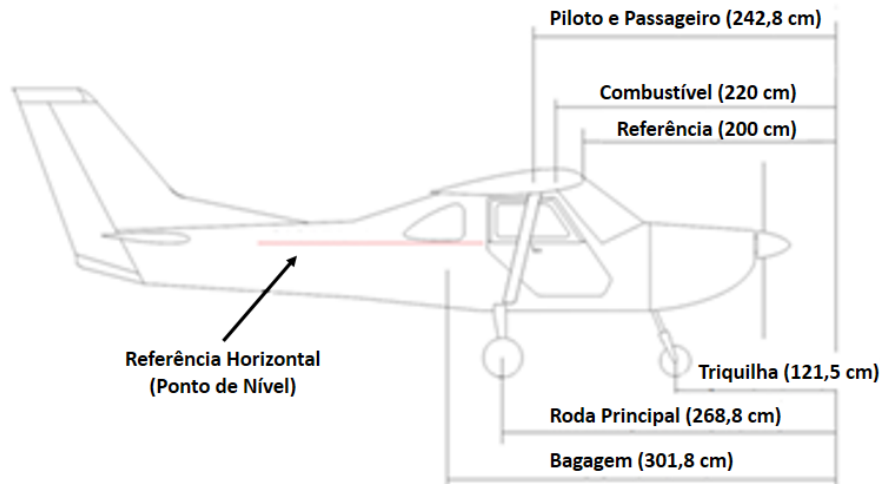 Piloto e Passageiro (242,8 cm)
Combustível (220 cm)
Referência (200 cm)
Referência Horizontal
(Ponto de Nível)
Triquilha (121,5 cm)
Roda Principal (268,8 cm)
Bagagem (301,8 cm)